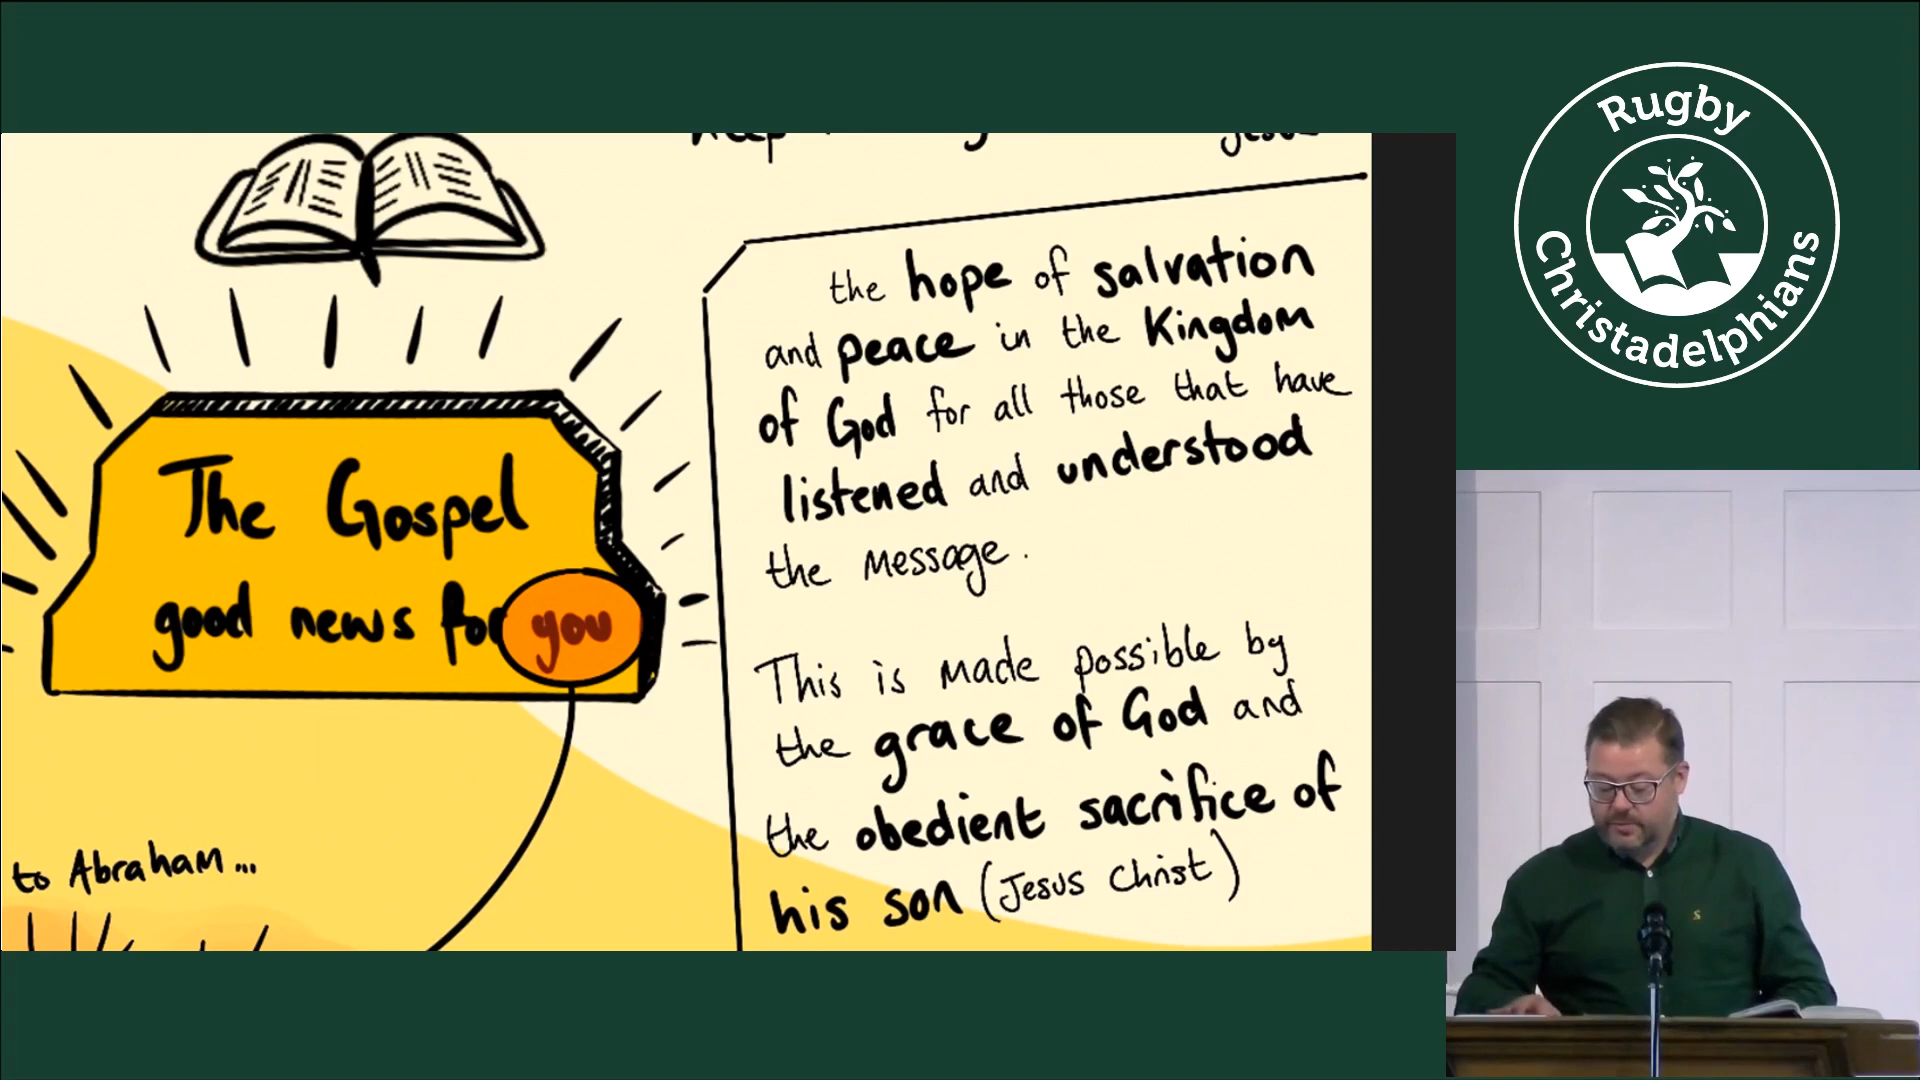 Rugby
Christadelphians
the hope of salvation
and peace in the Kingdom
of God for all those that have
listened and understood
the message.
This is made possible by
the grace of God and
the obedient sacrifice of
his son (Jesus Christ)
The Gospel
good news for you
to Abraham...
S